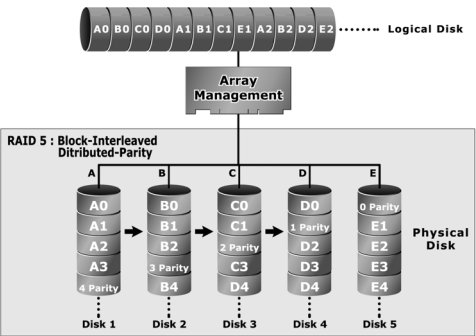 A0 B0 C0 D0 A1 B1 C1 E1 A2 B2 D2 E2 Logical Disk
Array
Management
RAID 5 : Block-Interleaved
Ditributed-Parity
A B C D E
A0 B0 C0 D0 0 Parity
A1 B1 C1 1 Parity E1
A2 B2 2 Parity D2 E2
A3 3 Parity C3 D3 E3
4 Parity B4 D4 D4 E4
Physical
Disk
Disk 1 Disk 2 Disk 3 Disk 4 Disk 5